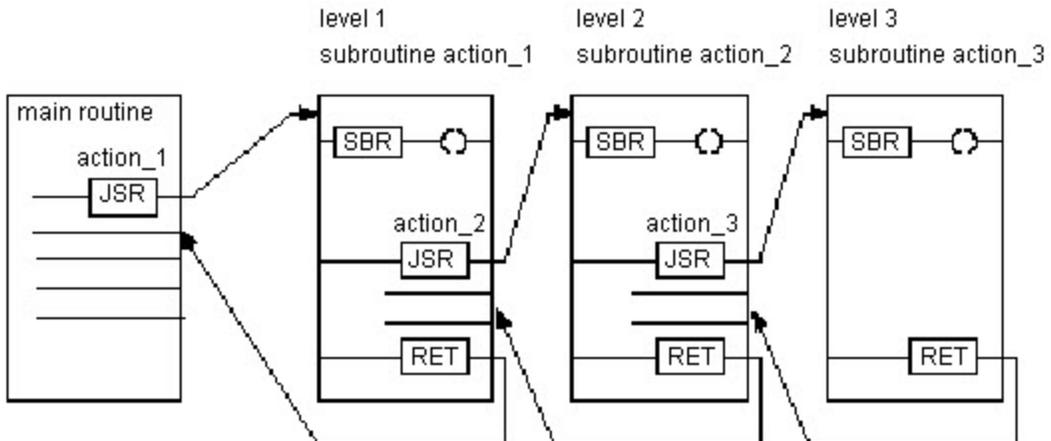 level 1
subroutine action_1
level 2
subroutine action_2
level 3
subroutine action_3
main routine
action_1
JSR
SBR
action_2
JSR
RET
SBR
action_3
JSR
RET
SBR
RET